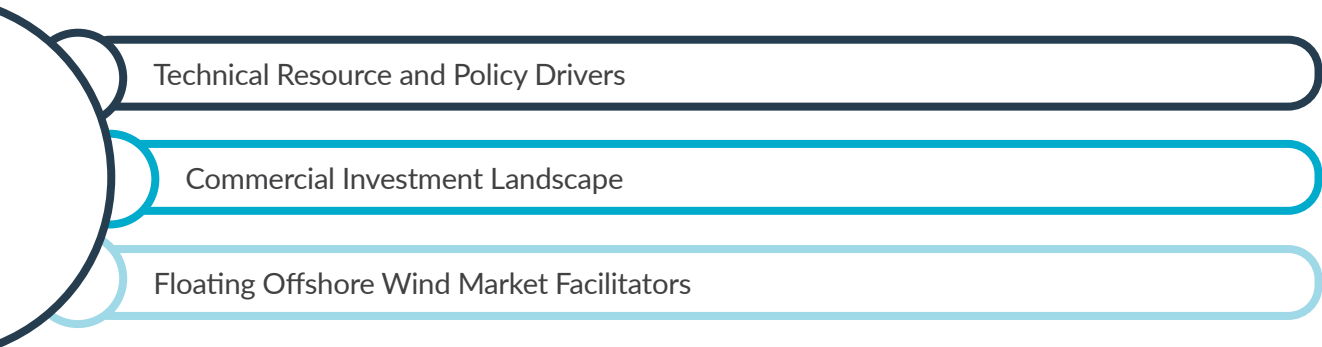 Technical Resource and Policy Drivers
Commercial Investment Landscape
Floating Offshore Wind Market Facilitators